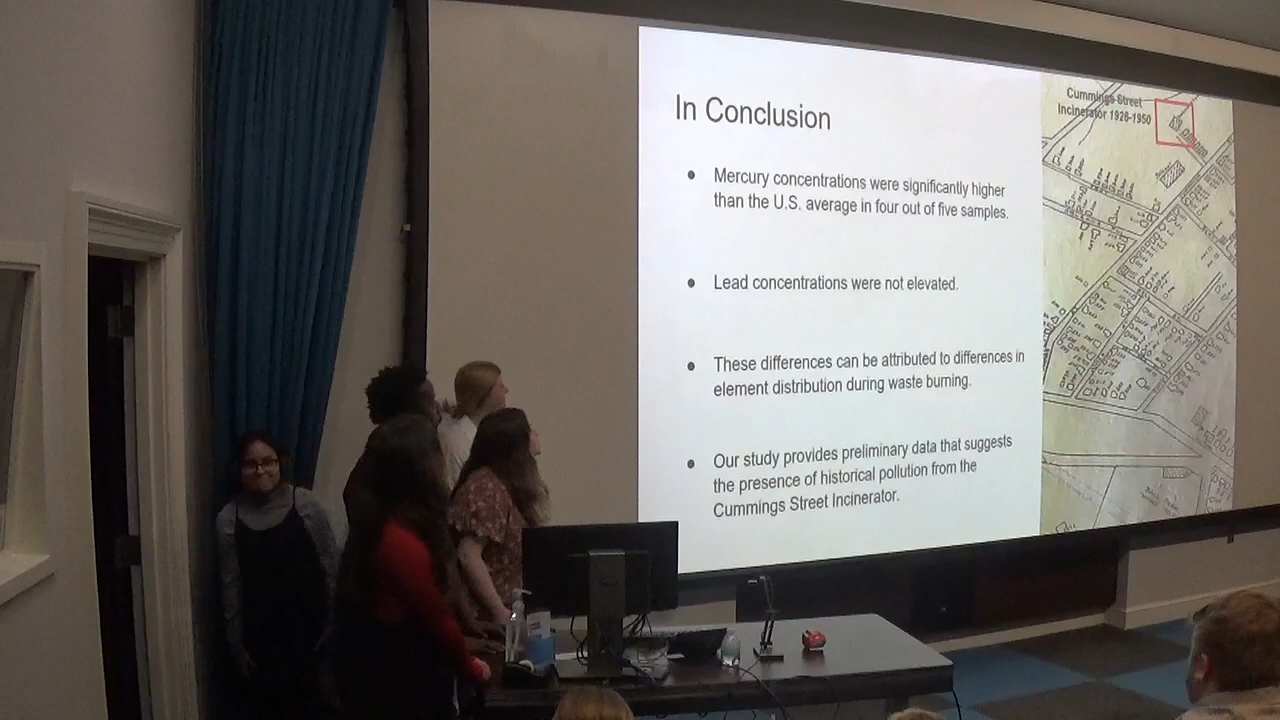 In Conclusion
Mercury concentrations were significantly higher
than the U.S. average in four out of five samples.
Lead concentrations were not elevated.
These differences can be attributed to differences in
element distribution during waste burning.
Our study provides preliminary data that suggests
the presence of historical pollution from the
Cummings Street Incinerator.
Cummings Street
Incinerator 1926-1950